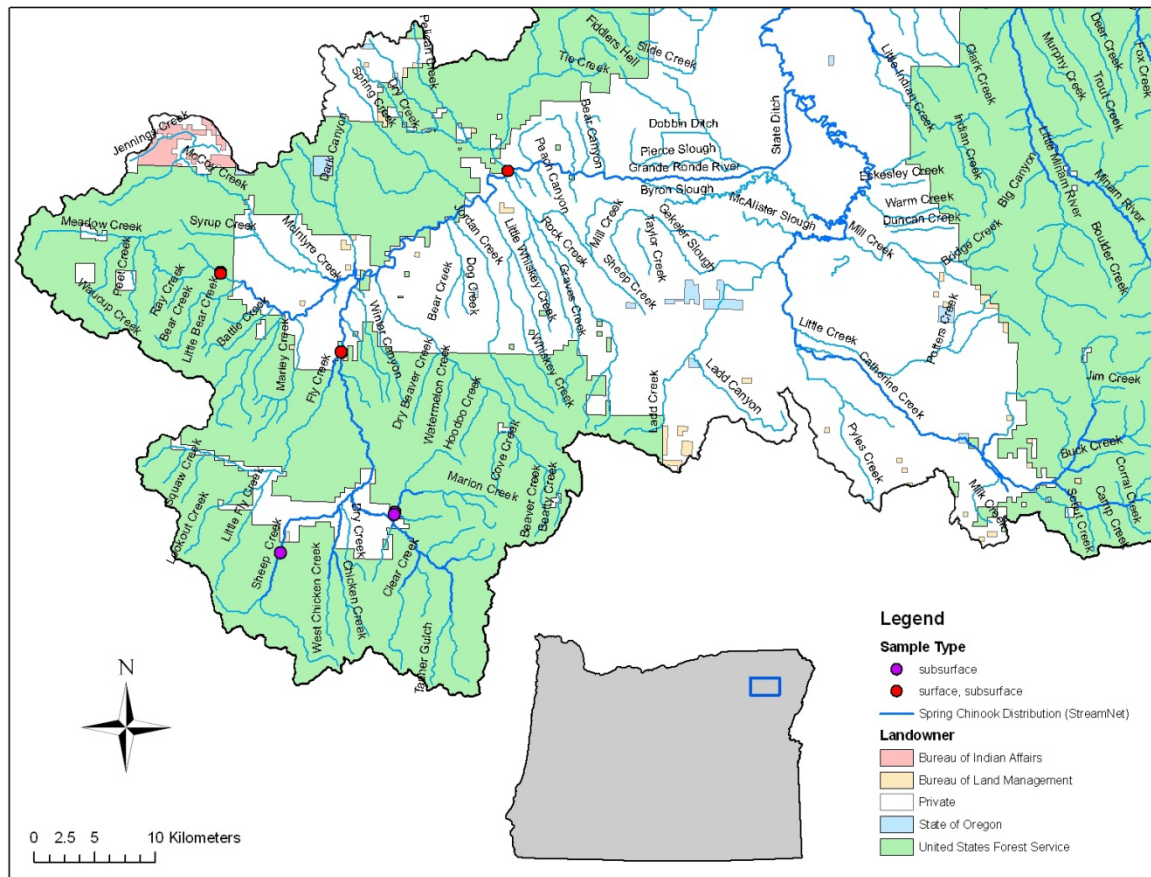 Pelican Creek
Fiddlers Hell
Slide Creek
Tie Creek
Spring Creek
Dry Creek
Little Indian Creek
Clark Creek
Murphy Creek
Deer Creek
Trout Creek
Fox Creek
Jennings Creek
McCoy Creek
Dark Canyon
Bear Canyon
Peach Canyon
Dobbin Ditch
Pierce Slough
State Ditch
Grande Ronde River
Indian Creek
Big Canyon
Little Minam River
Minam River
Byron Slough
McAlister Slough
Eckesley Creek
Warm Creek
Duncan Creek
Mill Creek
Bridge Creek
Boulder Creek
Meadow Creek
Syrup Creek
McIntyre Creek
Jordan Creek
Little Whiskey Creek
Rock Creek
Graves Creek
Mill Creek
Sheep Creek
Taylor Creek
Gekeler Slough
Peet Creek
Waucup Creek
Ray Creek
Bear Creek
Little Bear Creek
Battle Creek
Marley Creek
Fly Creek
Winter Canyon
Bear Creek
Dog Creek
Whiskey Creek
Dry Beaver Creek
Watermelon Creek
Hoodoo Creek
Ladd Creek
Ladd Canyon
Little Creek
Catherine Creek
Potters Creek
Pyles Creek
Jim Creek
Buck Creek
Corral Creek
Camp Creek
Scout Creek
Milk Creek
Squaw Creek
Lookout Creek
Little Fly Creek
Sheep Creek
Dry Creek
Marion Creek
Cove Creek
Beaver Creek
Beatty Creek
Clear Creek
West Chicken Creek
Chicken Creek
Tanner Gulch
N
0 2.5 5 10 Kilometers
Legend
Sample Type
subsurface
surface, subsurface
Spring Chinook Distribution (StreamNet)
Landowner
Bureau of Indian Affairs
Bureau of Land Management
Private
State of Oregon
United States Forest Service